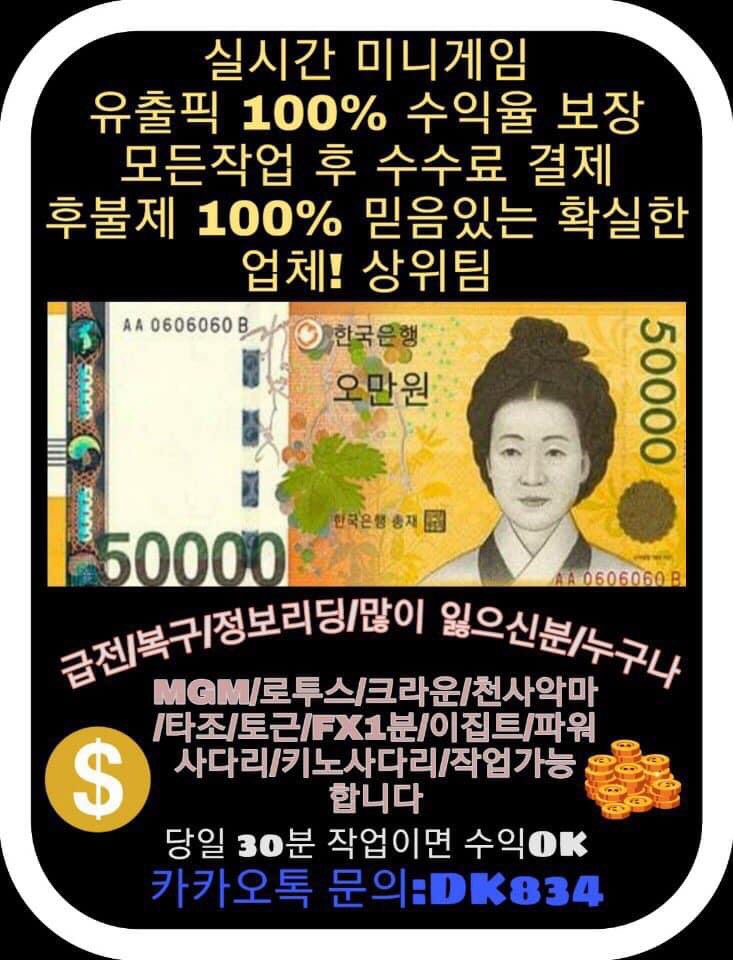 실시간 미니게임
유출픽 100% 수익율 보장
모든작업 후 수수료 결제
후불제 100% 믿음있는 확실한
업체! 상위팀
AA 0606060 B
한국은행
오만원
50000
50000
한국은행 총재
50000
AA 0606060 B
급전/복구/정보리딩/많이 잃으신분/누구나
MGM/로투스/크라운/천사악마
/타조/토근/FX1분/이집트/파워
사다리/키노사다리/작업가능
합니다
당일 30분 작업이면 수익OK
카카오톡 문의:DK834